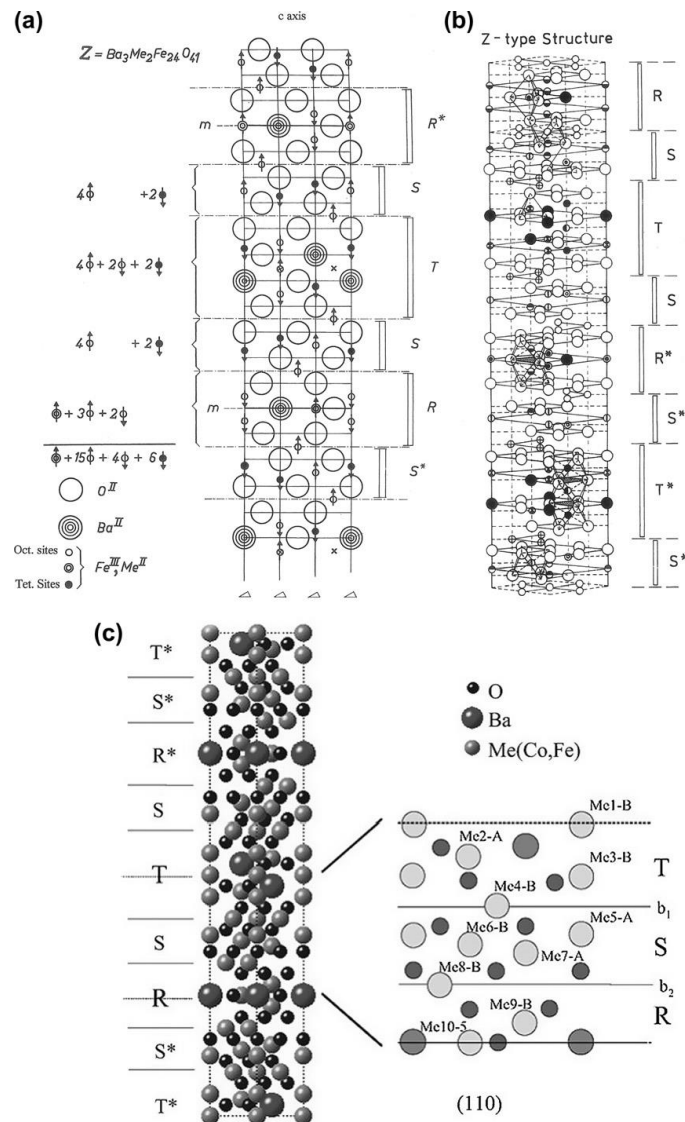 (a)
c axis
Z = Ba₃Me₂Fe₂₄O₄₁
m
R*
4⌽ +2●
S
4⌽ + 2⌽ + 2●
T
4⌽ + 2●
S
m
R
⌽ + 3⌽ + 2⌽
⌽ + 15⌽ + 4⌽ + 6●
S*
O^II
Ba^II
Oct. sites
Fe^III, Me^II
Tet. Sites
(b)
Z-type Structure
R
S
T
S
R*
S*
T*
S*
(c)
T*
S*
R*
S
T
S
R
S*
T*
O
Ba
Me(Co,Fe)
Me1-B
Me2-A
Me3-B
T
Me4-B
b₁
Me5-A
Me6-B
S
Me7-A
Me8-B
b₂
Me9-B
R
Me10-5
(110)